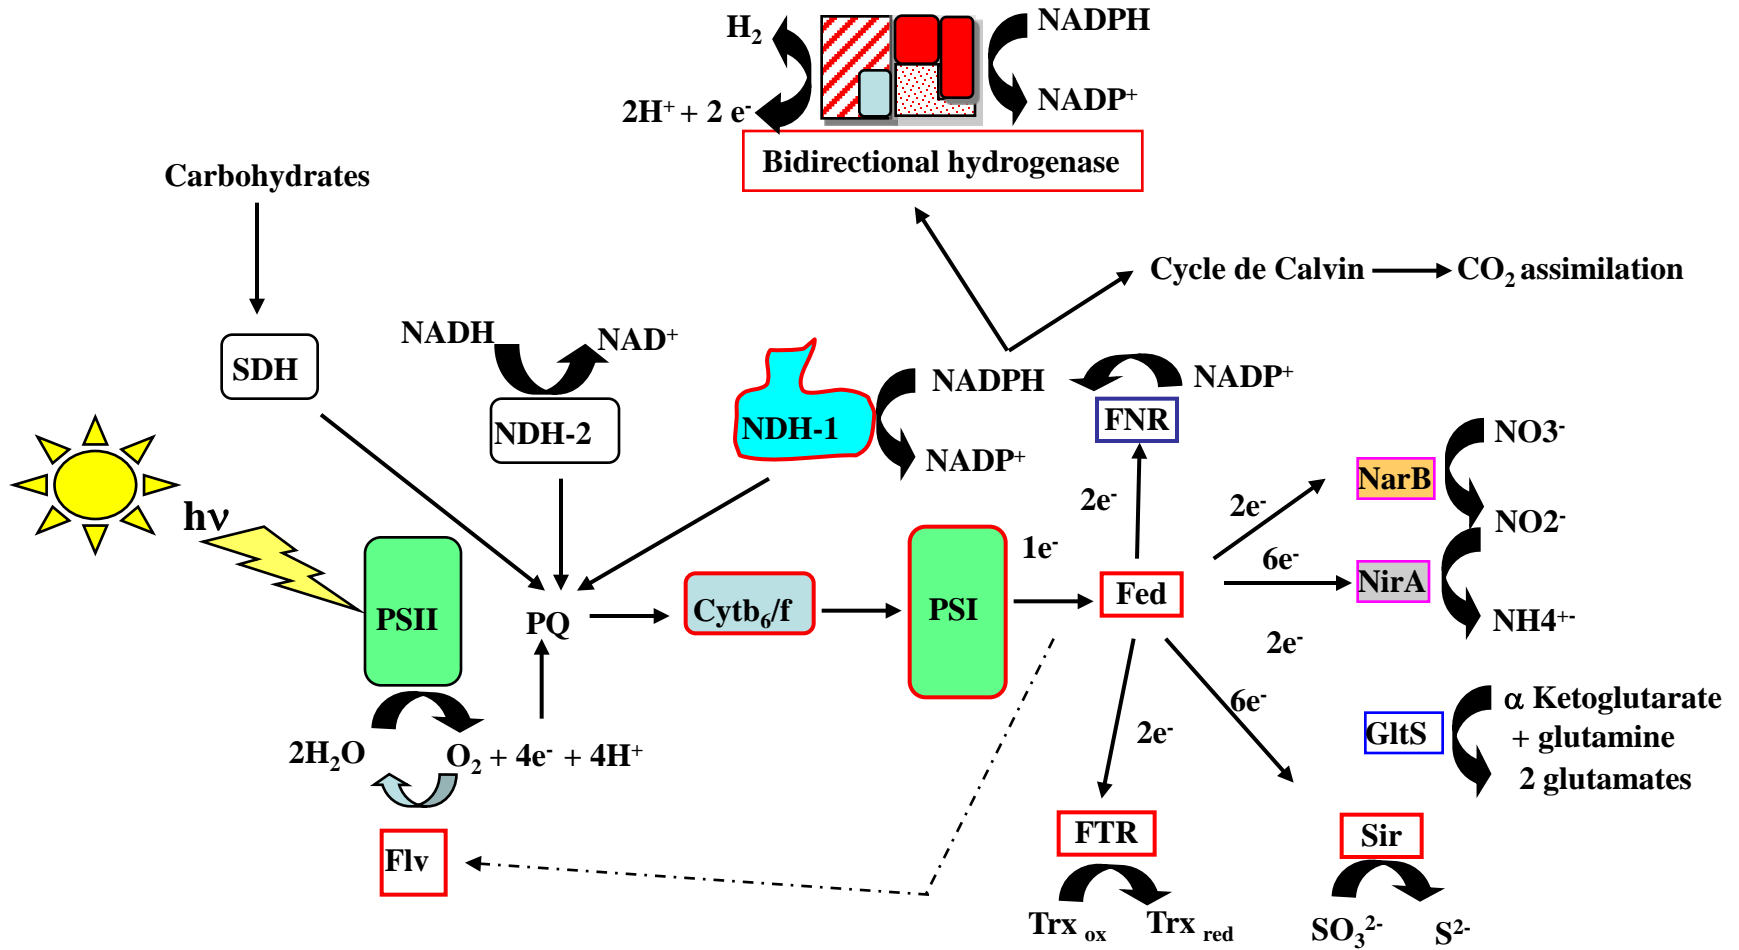 H₂
NADPH
2H⁺ + 2 e⁻
NADP⁺
Bidirectional hydrogenase
Carbohydrates
Cycle de Calvin
CO₂ assimilation
SDH
NADH
NAD⁺
NDH-2
NDH-1
NADPH
NADP⁺
NADP⁺
FNR
2e⁻
NO3⁻
NarB
2e⁻
NO2⁻
6e⁻
NirA
NH4⁺⁻
hν
PSII
PQ
Cytb₆/f
PSI
1e⁻
Fed
2e⁻
6e⁻
2e⁻
α Ketoglutarate
+ glutamine
2 glutamates
GltS
2H₂O
O₂ + 4e⁻ + 4H⁺
Flv
FTR
Sir
Trx ox
Trx red
SO₃²⁻
S²⁻